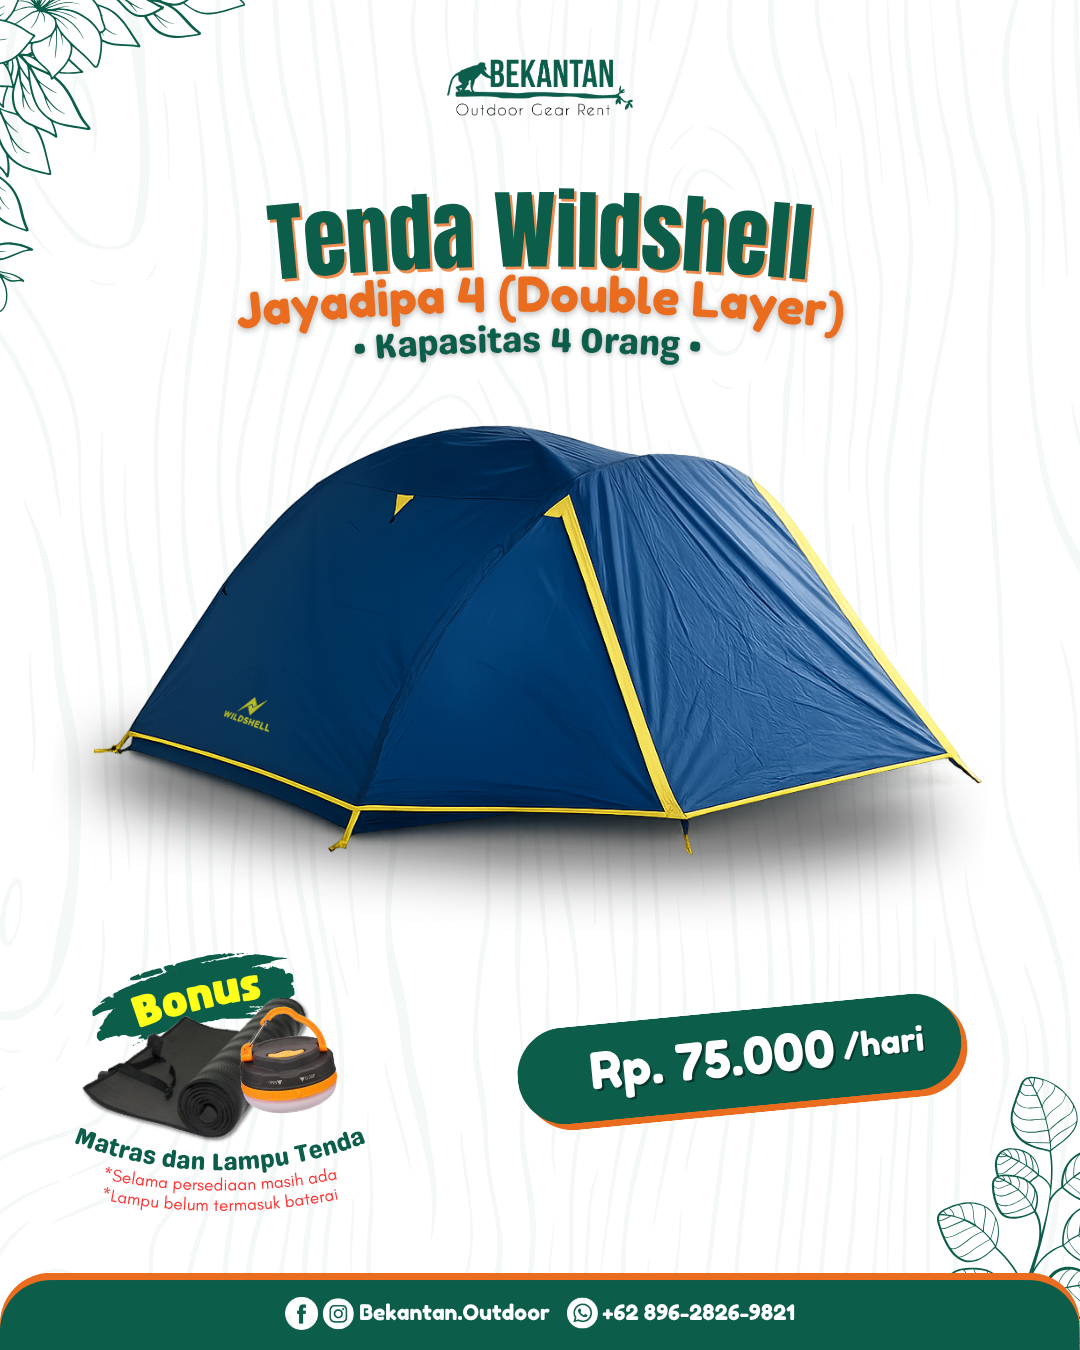 BEKANTAN
Outdoor Gear Rent
Tenda Wildshell
Jayadipa 4 (Double Layer)
• Kapasitas 4 Orang •
WILDSHELL
Bonus
Matras dan Lampu Tenda
*Selama persediaan masih ada
*Lampu belum termasuk baterai
Rp. 75.000 /hari
Bekantan.Outdoor +62 896-2826-9821